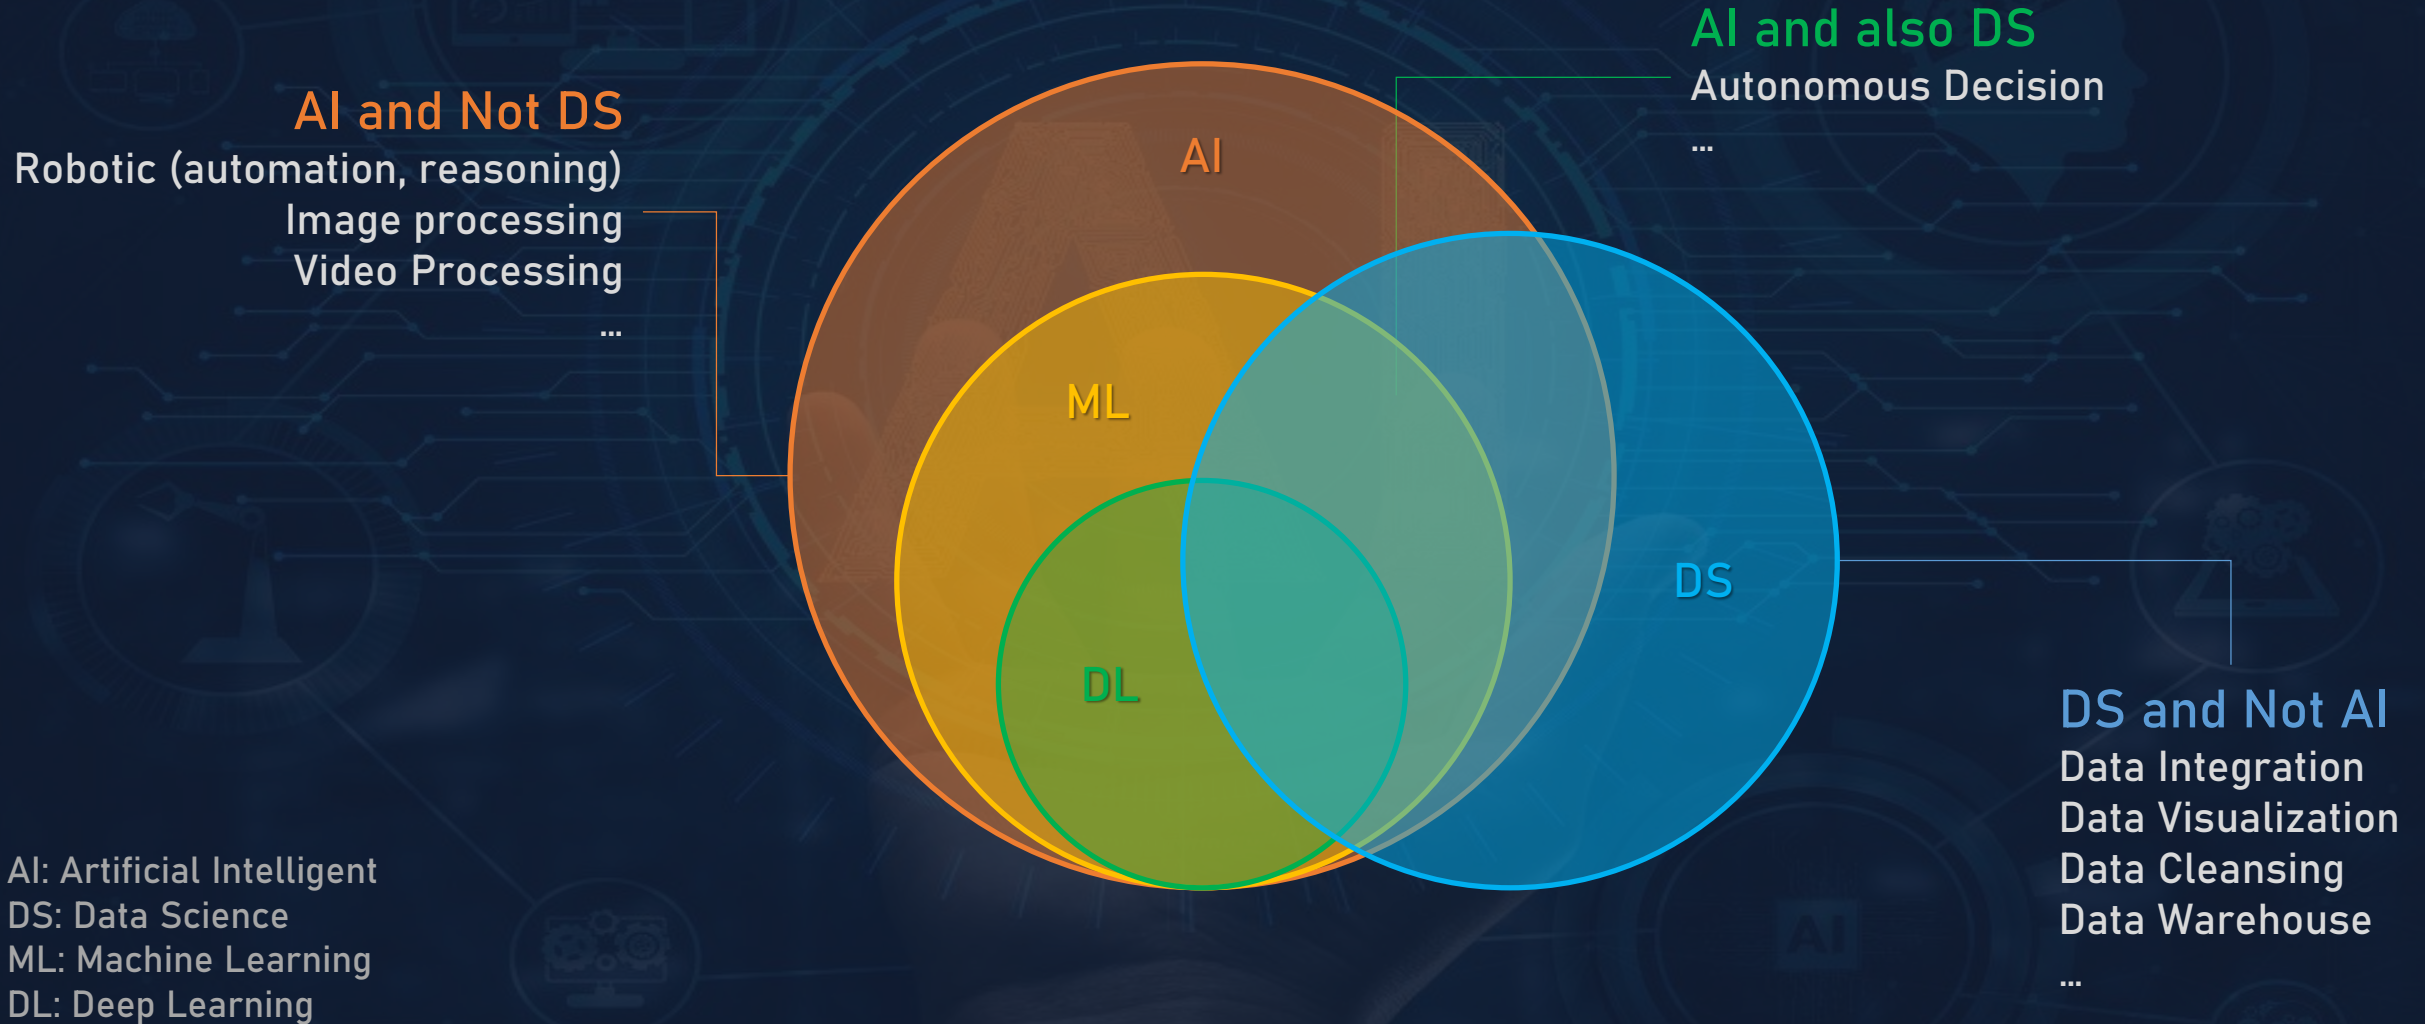 AI and Not DS
Robotic (automation, reasoning)
Image processing
Video Processing
...
AI and also DS
Autonomous Decision
...
AI
ML
DL
DS
DS and Not AI
Data Integration
Data Visualization
Data Cleansing
Data Warehouse
...
AI: Artificial Intelligent
DS: Data Science
ML: Machine Learning
DL: Deep Learning
AI